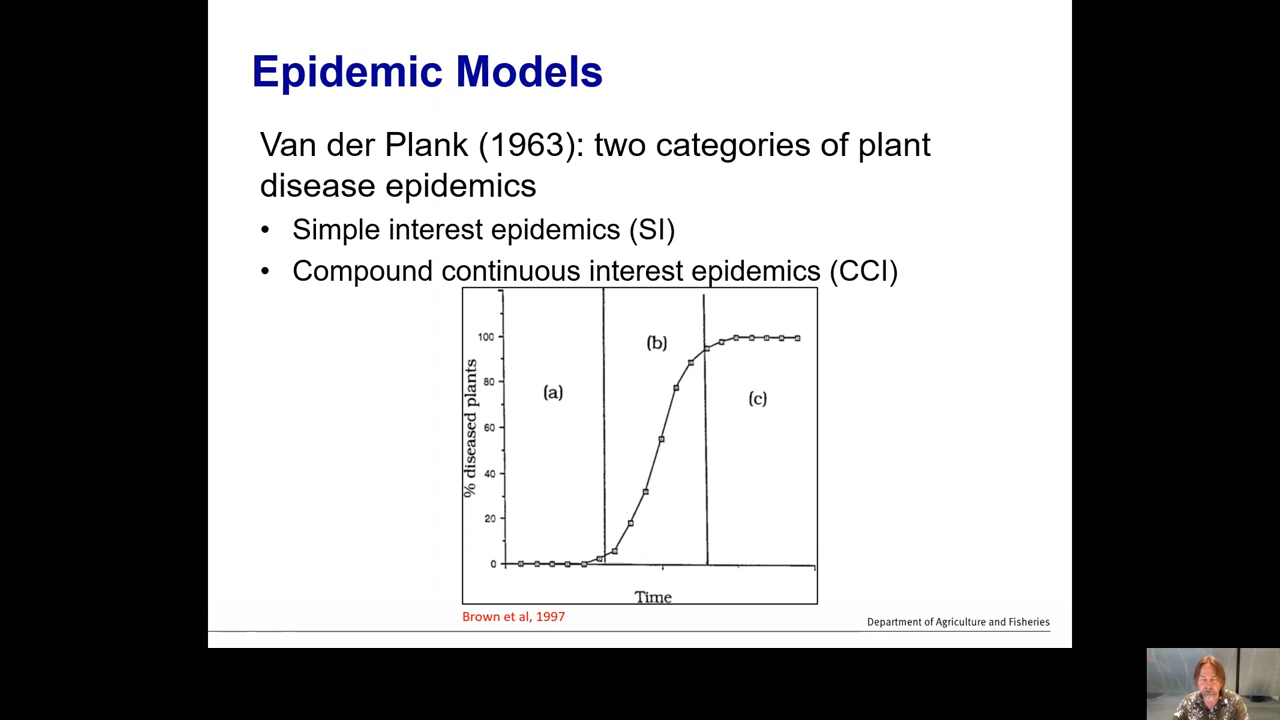 Epidemic Models
Van der Plank (1963): two categories of plant
disease epidemics
• Simple interest epidemics (SI)
• Compound continuous interest epidemics (CCI)
100
80
60
40
20
0
% diseased plants
(a)
(b)
(c)
Time
Brown et al, 1997
Department of Agriculture and Fisheries